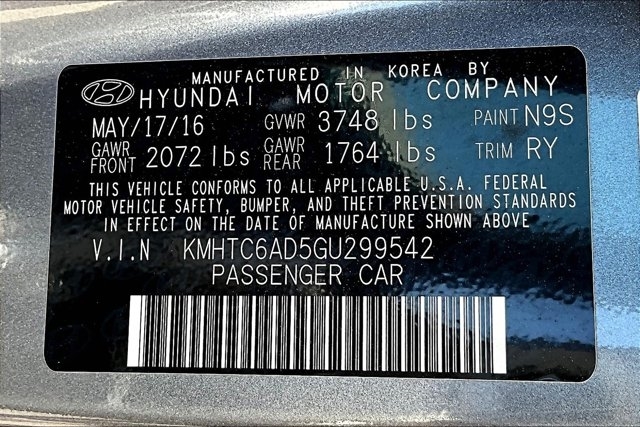 MANUFACTURED IN KOREA BY
HYUNDAI MOTOR COMPANY
MAY/17/16 GVWR 3748 lbs PAINT N9S
GAWR FRONT 2072 lbs GAWR REAR 1764 lbs TRIM RY
THIS VEHICLE CONFORMS TO ALL APPLICABLE U.S.A. FEDERAL
MOTOR VEHICLE SAFETY, BUMPER, AND THEFT PREVENTION STANDARDS
IN EFFECT ON THE DATE OF MANUFACTURE SHOWN ABOVE
V.I.N KMHTC6AD5GU299542
PASSENGER CAR